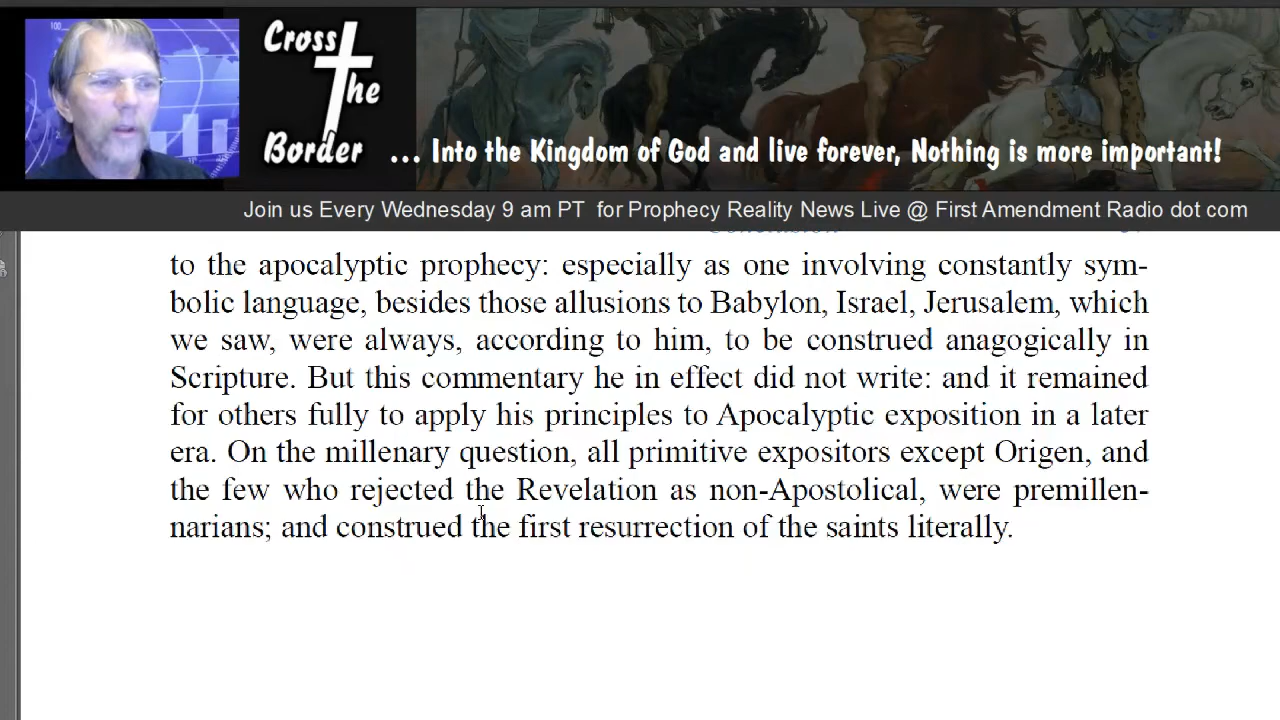 Cross
the
Border
... Into the Kingdom of God and live forever, Nothing is more important!
Join us Every Wednesday 9 am PT for Prophecy Reality News Live @ First Amendment Radio dot com
to the apocalyptic prophecy: especially as one involving constantly sym-
bolic language, besides those allusions to Babylon, Israel, Jerusalem, which
we saw, were always, according to him, to be construed anagogically in
Scripture. But this commentary he in effect did not write: and it remained
for others fully to apply his principles to Apocalyptic exposition in a later
era. On the millenary question, all primitive expositors except Origen, and
the few who rejected the Revelation as non-Apostolical, were premillen-
narians; and construed the first resurrection of the saints literally.